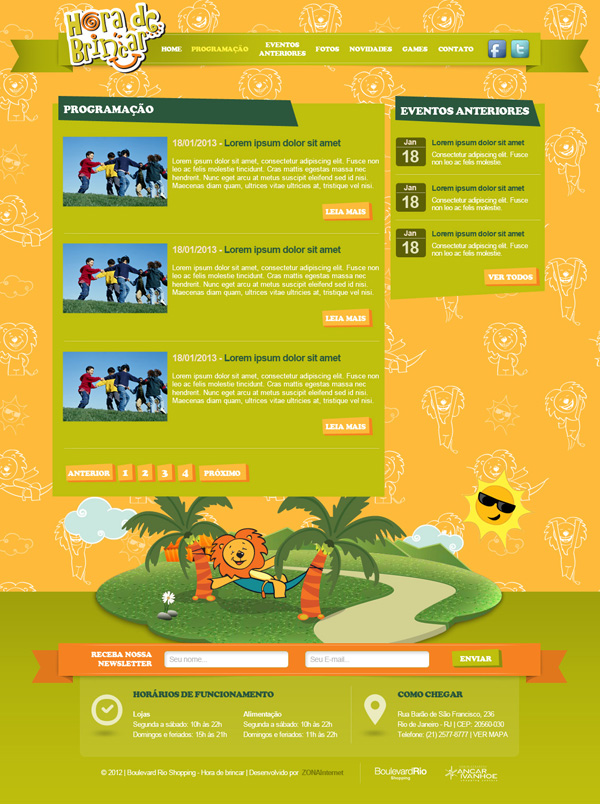 Hora de
Brincar
HOME PROGRAMAÇÃO EVENTOS ANTERIORES FOTOS NOVIDADES GAMES CONTATO
PROGRAMAÇÃO
18/01/2013 - Lorem ipsum dolor sit amet
Lorem ipsum dolor sit amet, consectetur adipiscing elit. Fusce non
leo ac felis molestie tincidunt. Cras mattis egestas massa nec
hendrerit. Nunc eget arcu at metus suscipit eleifend sed id nisi.
Maecenas diam quam, ultrices vitae ultricies at, tristique vel nisi.
LEIA MAIS
18/01/2013 - Lorem ipsum dolor sit amet
Lorem ipsum dolor sit amet, consectetur adipiscing elit. Fusce non
leo ac felis molestie tincidunt. Cras mattis egestas massa nec
hendrerit. Nunc eget arcu at metus suscipit eleifend sed id nisi.
Maecenas diam quam, ultrices vitae ultricies at, tristique vel nisi.
LEIA MAIS
18/01/2013 - Lorem ipsum dolor sit amet
Lorem ipsum dolor sit amet, consectetur adipiscing elit. Fusce non
leo ac felis molestie tincidunt. Cras mattis egestas massa nec
hendrerit. Nunc eget arcu at metus suscipit eleifend sed id nisi.
Maecenas diam quam, ultrices vitae ultricies at, tristique vel nisi.
LEIA MAIS
ANTERIOR 1 2 3 4 PRÓXIMO
EVENTOS ANTERIORES
Jan
18
Lorem ipsum dolor sit amet
Consectetur adipiscing elit. Fusce
non leo ac felis molestie.
Jan
18
Lorem ipsum dolor sit amet
Consectetur adipiscing elit. Fusce
non leo ac felis molestie.
Jan
18
Lorem ipsum dolor sit amet
Consectetur adipiscing elit. Fusce
non leo ac felis molestie.
VER TODOS
RECEBA NOSSA
NEWSLETTER
Seu nome...
Seu E-mail...
ENVIAR
HORÁRIOS DE FUNCIONAMENTO
Lojas
Segunda a sábado: 10h às 22h
Domingos e feriados: 15h às 21h
Alimentação
Segunda a sábado: 10h às 22h
Domingos e feriados: 11h às 22h
COMO CHEGAR
Rua Barão de São Francisco, 236
Rio de Janeiro - RJ | CEP: 20560-030
Telefone: (21) 2577-6777 | VER MAPA
© 2012 | Boulevard Rio Shopping - Hora de brincar | Desenvolvido por ZONAInternet
BoulevardRio
Shopping
ANCAR
IVANHOE